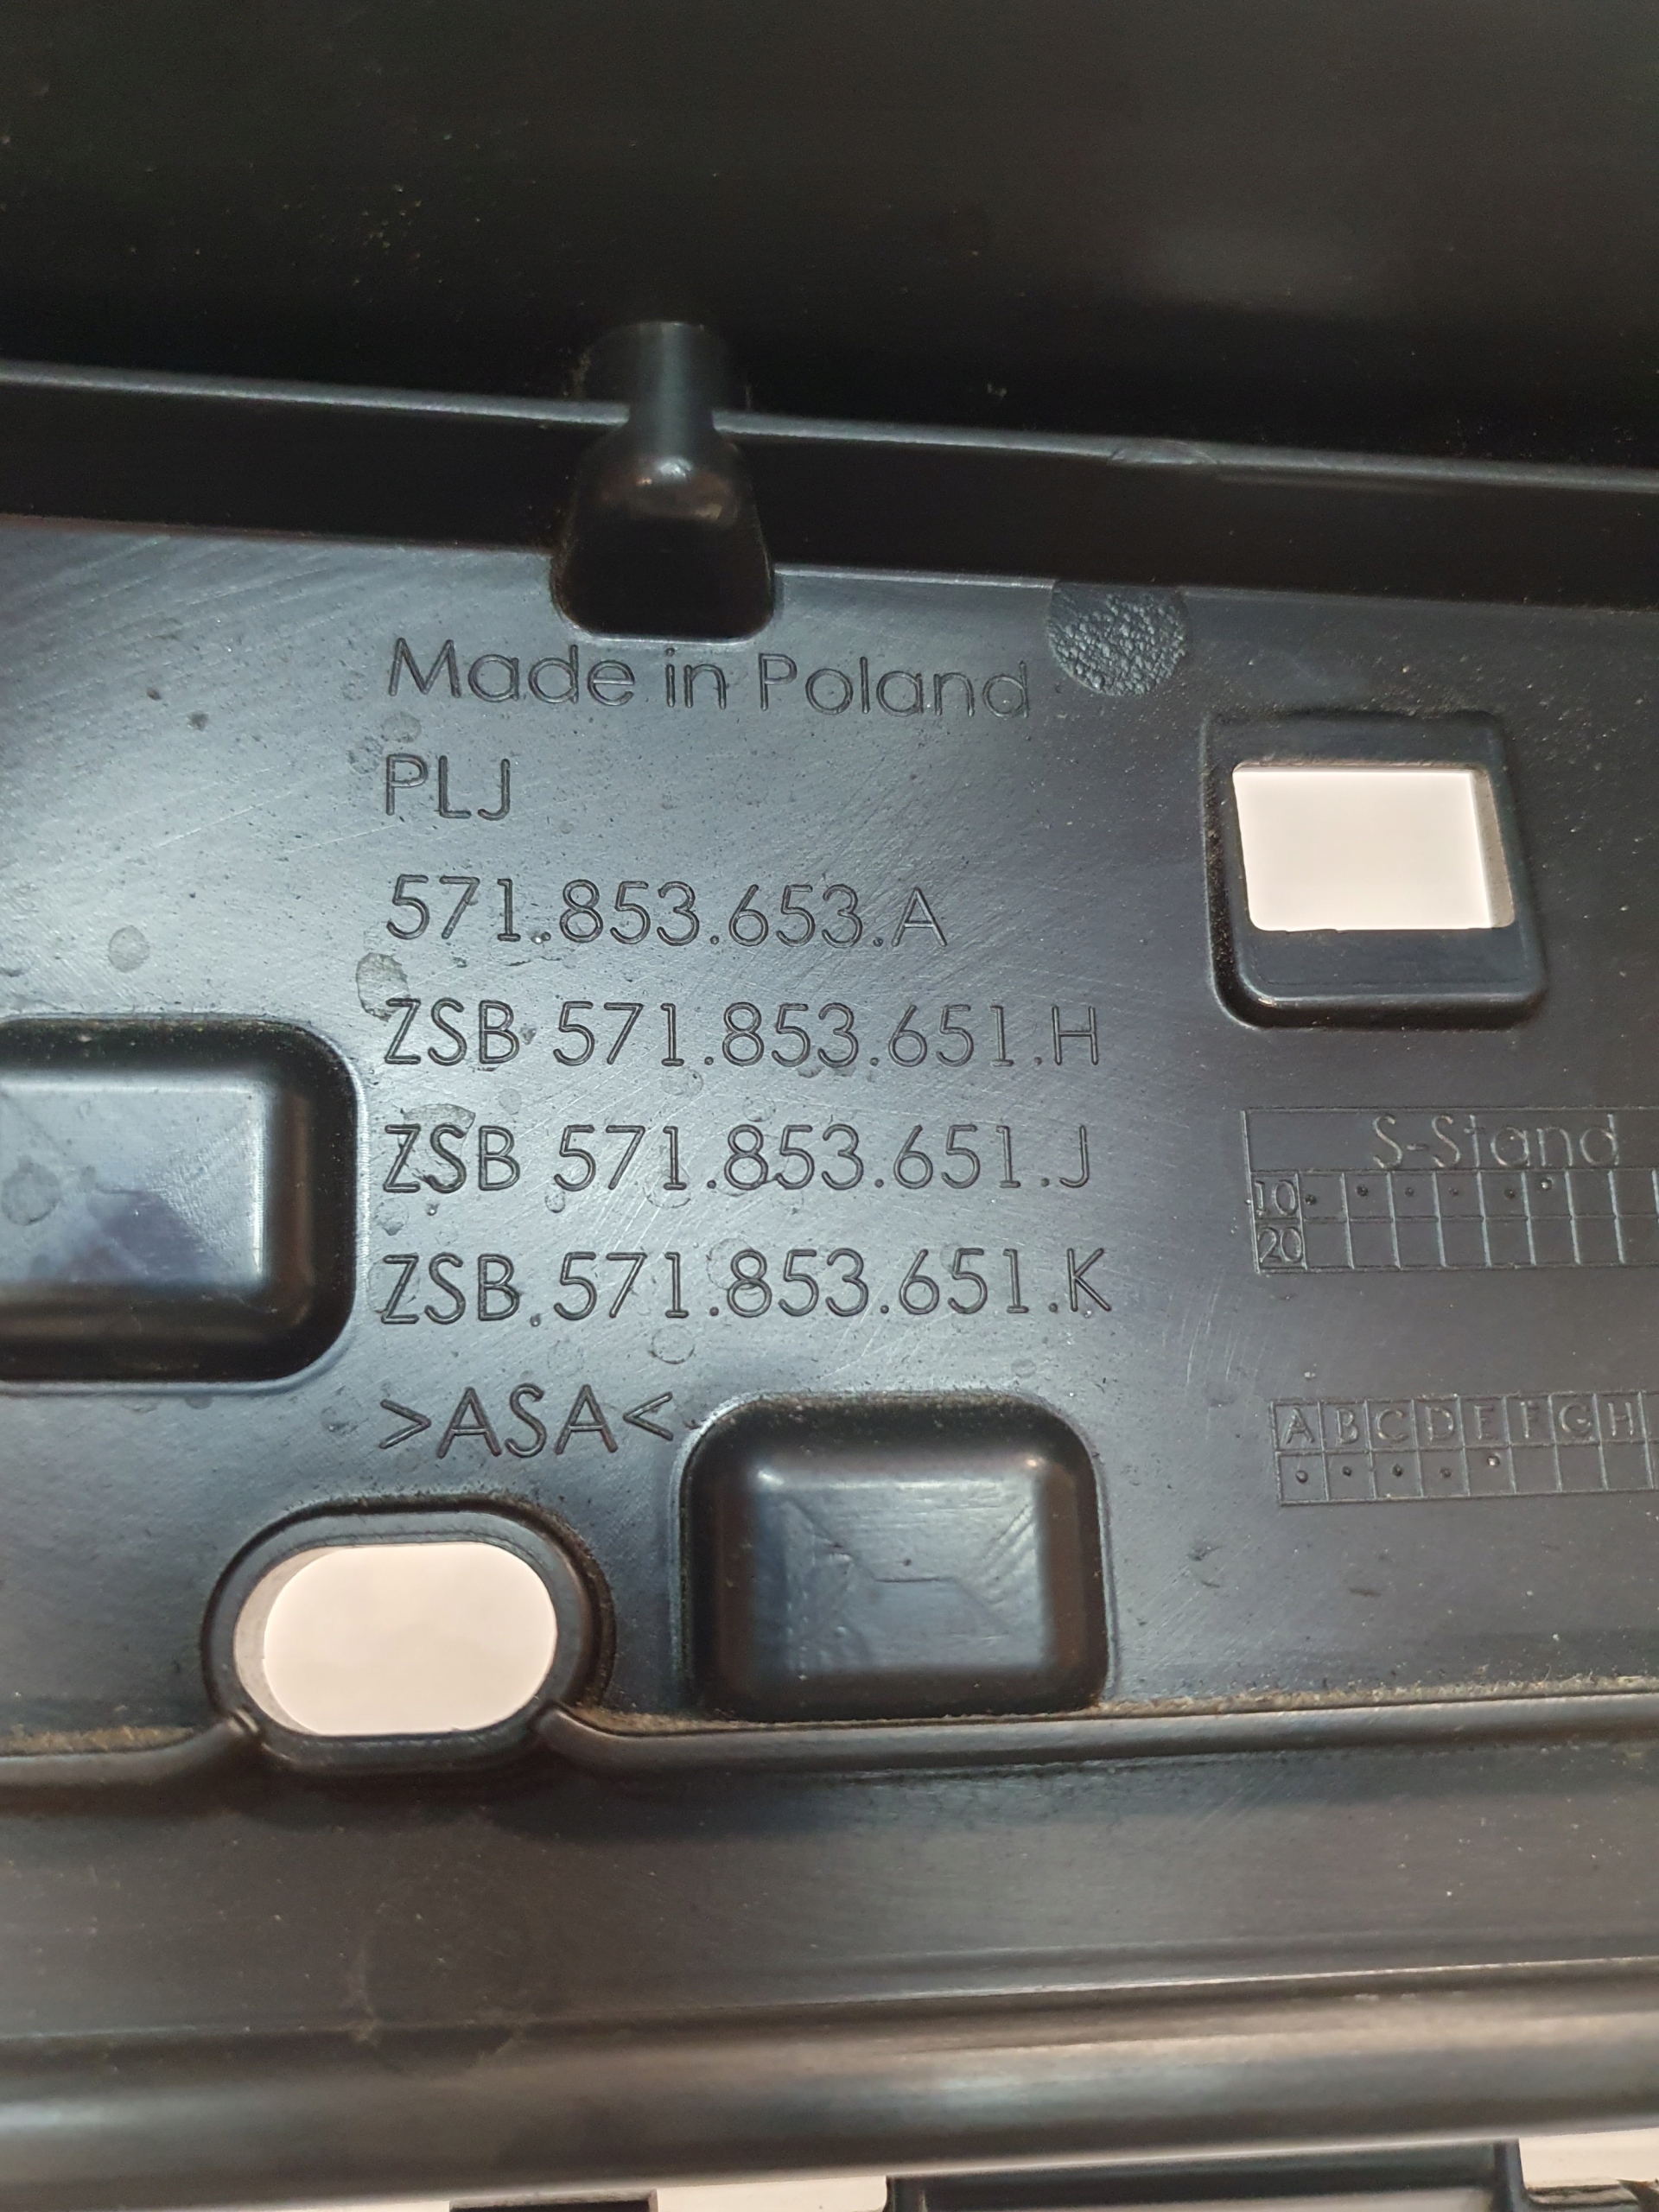 Made in Poland
PLJ
571.853.653.A
ZSB 571.853.651.H
ZSB 571.853.651.J
ZSB 571.853.651.K
>ASA<
S-Stand
10
20
A B C D E F G H